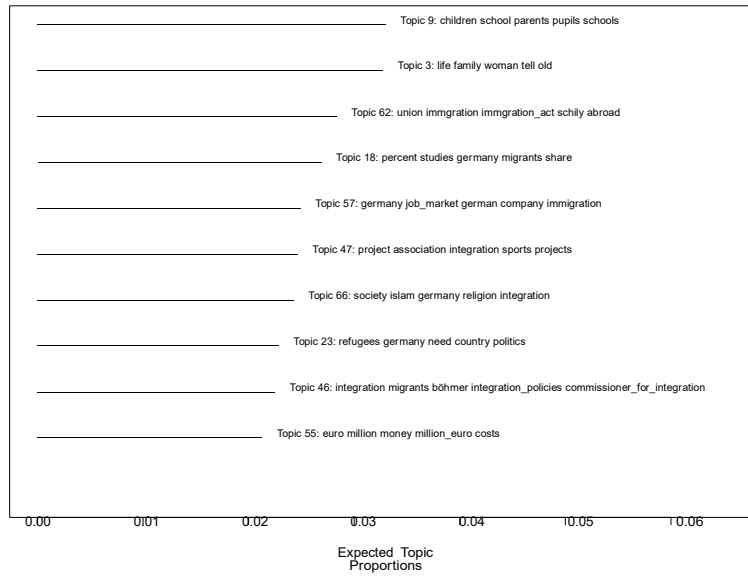 Topic 9: children school parents pupils schools
Topic 3: life family woman tell old
Topic 62: union immgration immgration_act schily abroad
Topic 18: percent studies germany migrants share
Topic 57: germany job_market german company immigration
Topic 47: project association integration sports projects
Topic 66: society islam germany religion integration
Topic 23: refugees germany need country politics
Topic 46: integration migrants böhmer integration_policies commissioner_for_integration
Topic 55: euro million money million_euro costs
0.00 0.01 0.02 0.03 0.04 0.05 0.06
Expected Topic
Proportions